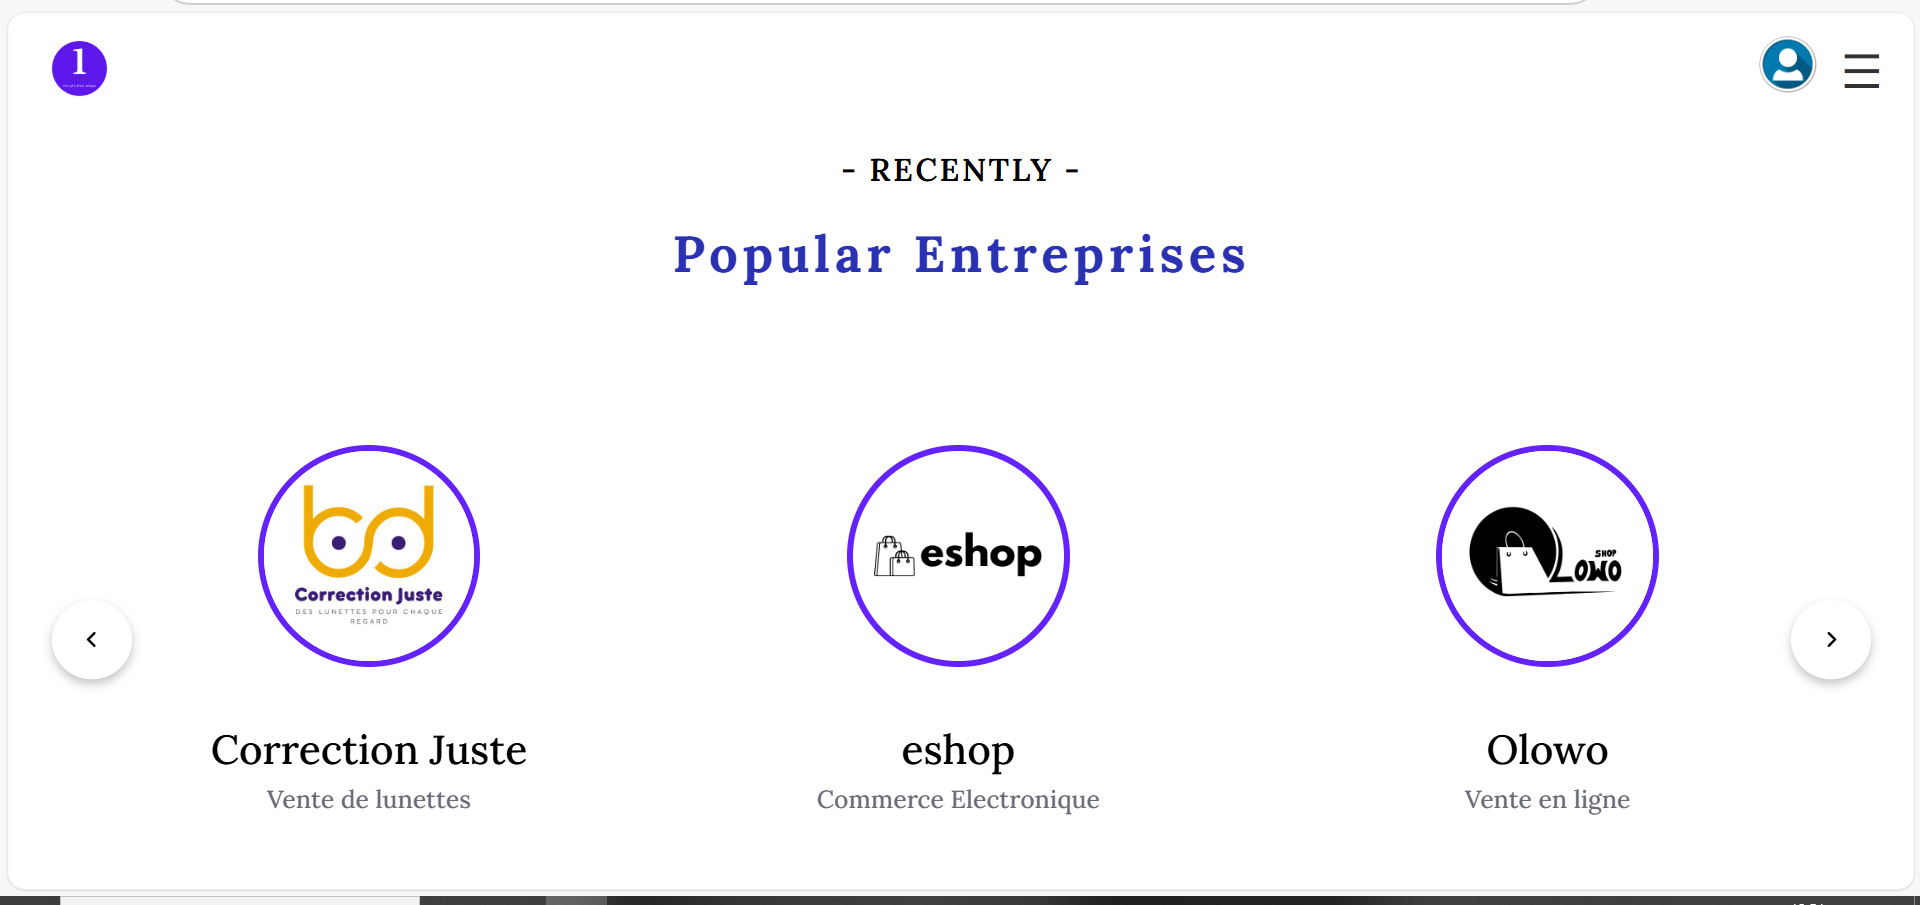 1
- RECENTLY -
Popular Entreprises
Correction Juste
DES LUNETTES POUR CHAQUE
REGARD
eshop
SHOP
OLOWO
Correction Juste
eshop
Olowo
Vente de lunettes
Commerce Electronique
Vente en ligne